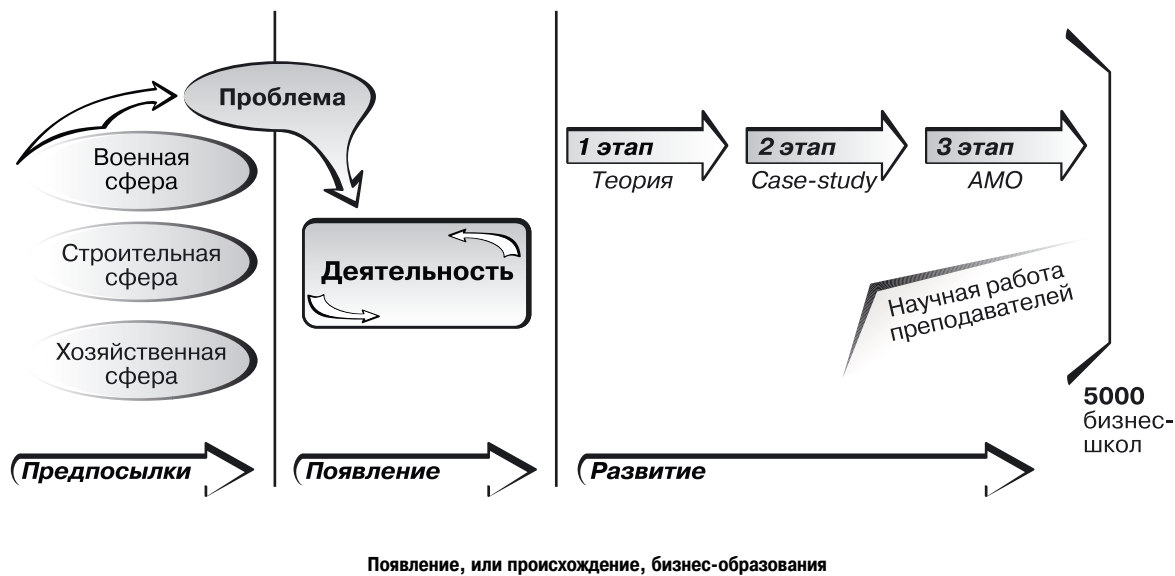 Проблема
Военная
сфера
Строительная
сфера
Хозяйственная
сфера
Деятельность
1 этап
Теория
2 этап
Case-study
3 этап
АМО
Научная работа
преподавателей
5000
бизнес-
школ
Предпосылки
Появление
Развитие
Появление, или происхождение, бизнес-образования